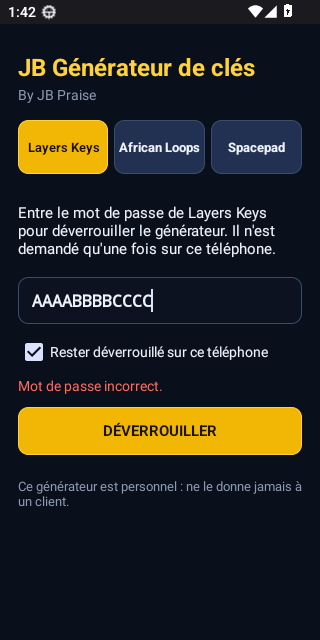 1:42
JB Générateur de clés
By JB Praise
Layers Keys
African Loops
Spacepad
Entre le mot de passe de Layers Keys
pour déverrouiller le générateur. Il n'est
demandé qu'une fois sur ce téléphone.
AAAABBBBCCCC
Rester déverrouillé sur ce téléphone
Mot de passe incorrect.
DÉVERROUILLER
Ce générateur est personnel : ne le donne jamais à
un client.